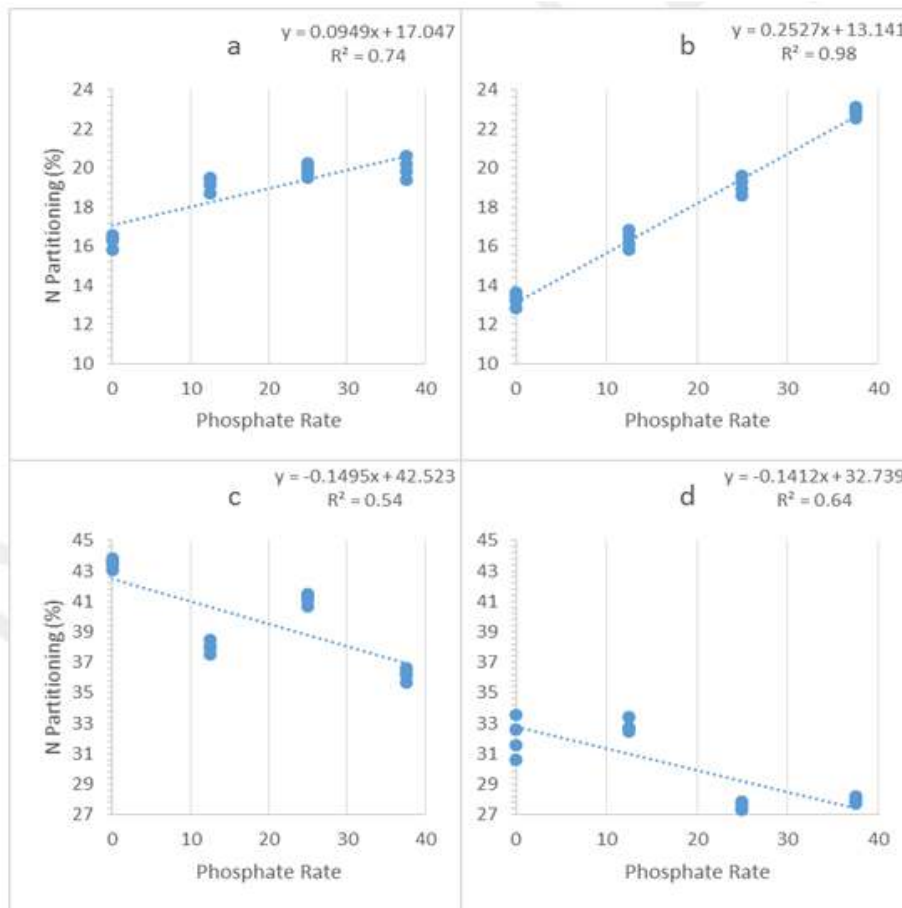 a
y = 0.0949x + 17.047
R² = 0.74
24
22
20
18
16
14
12
10
N Partitioning (%)
0 10 20 30 40
Phosphate Rate
b
y = 0.2527x + 13.141
R² = 0.98
24
22
20
18
16
14
12
10
0 10 20 30 40
Phosphate Rate
c
y = -0.1495x + 42.523
R² = 0.54
45
43
41
39
37
35
33
31
29
27
N Partitioning (%)
0 10 20 30 40
Phosphate Rate
d
y = -0.1412x + 32.739
R² = 0.64
45
43
41
39
37
35
33
31
29
27
0 10 20 30 40
Phosphate Rate